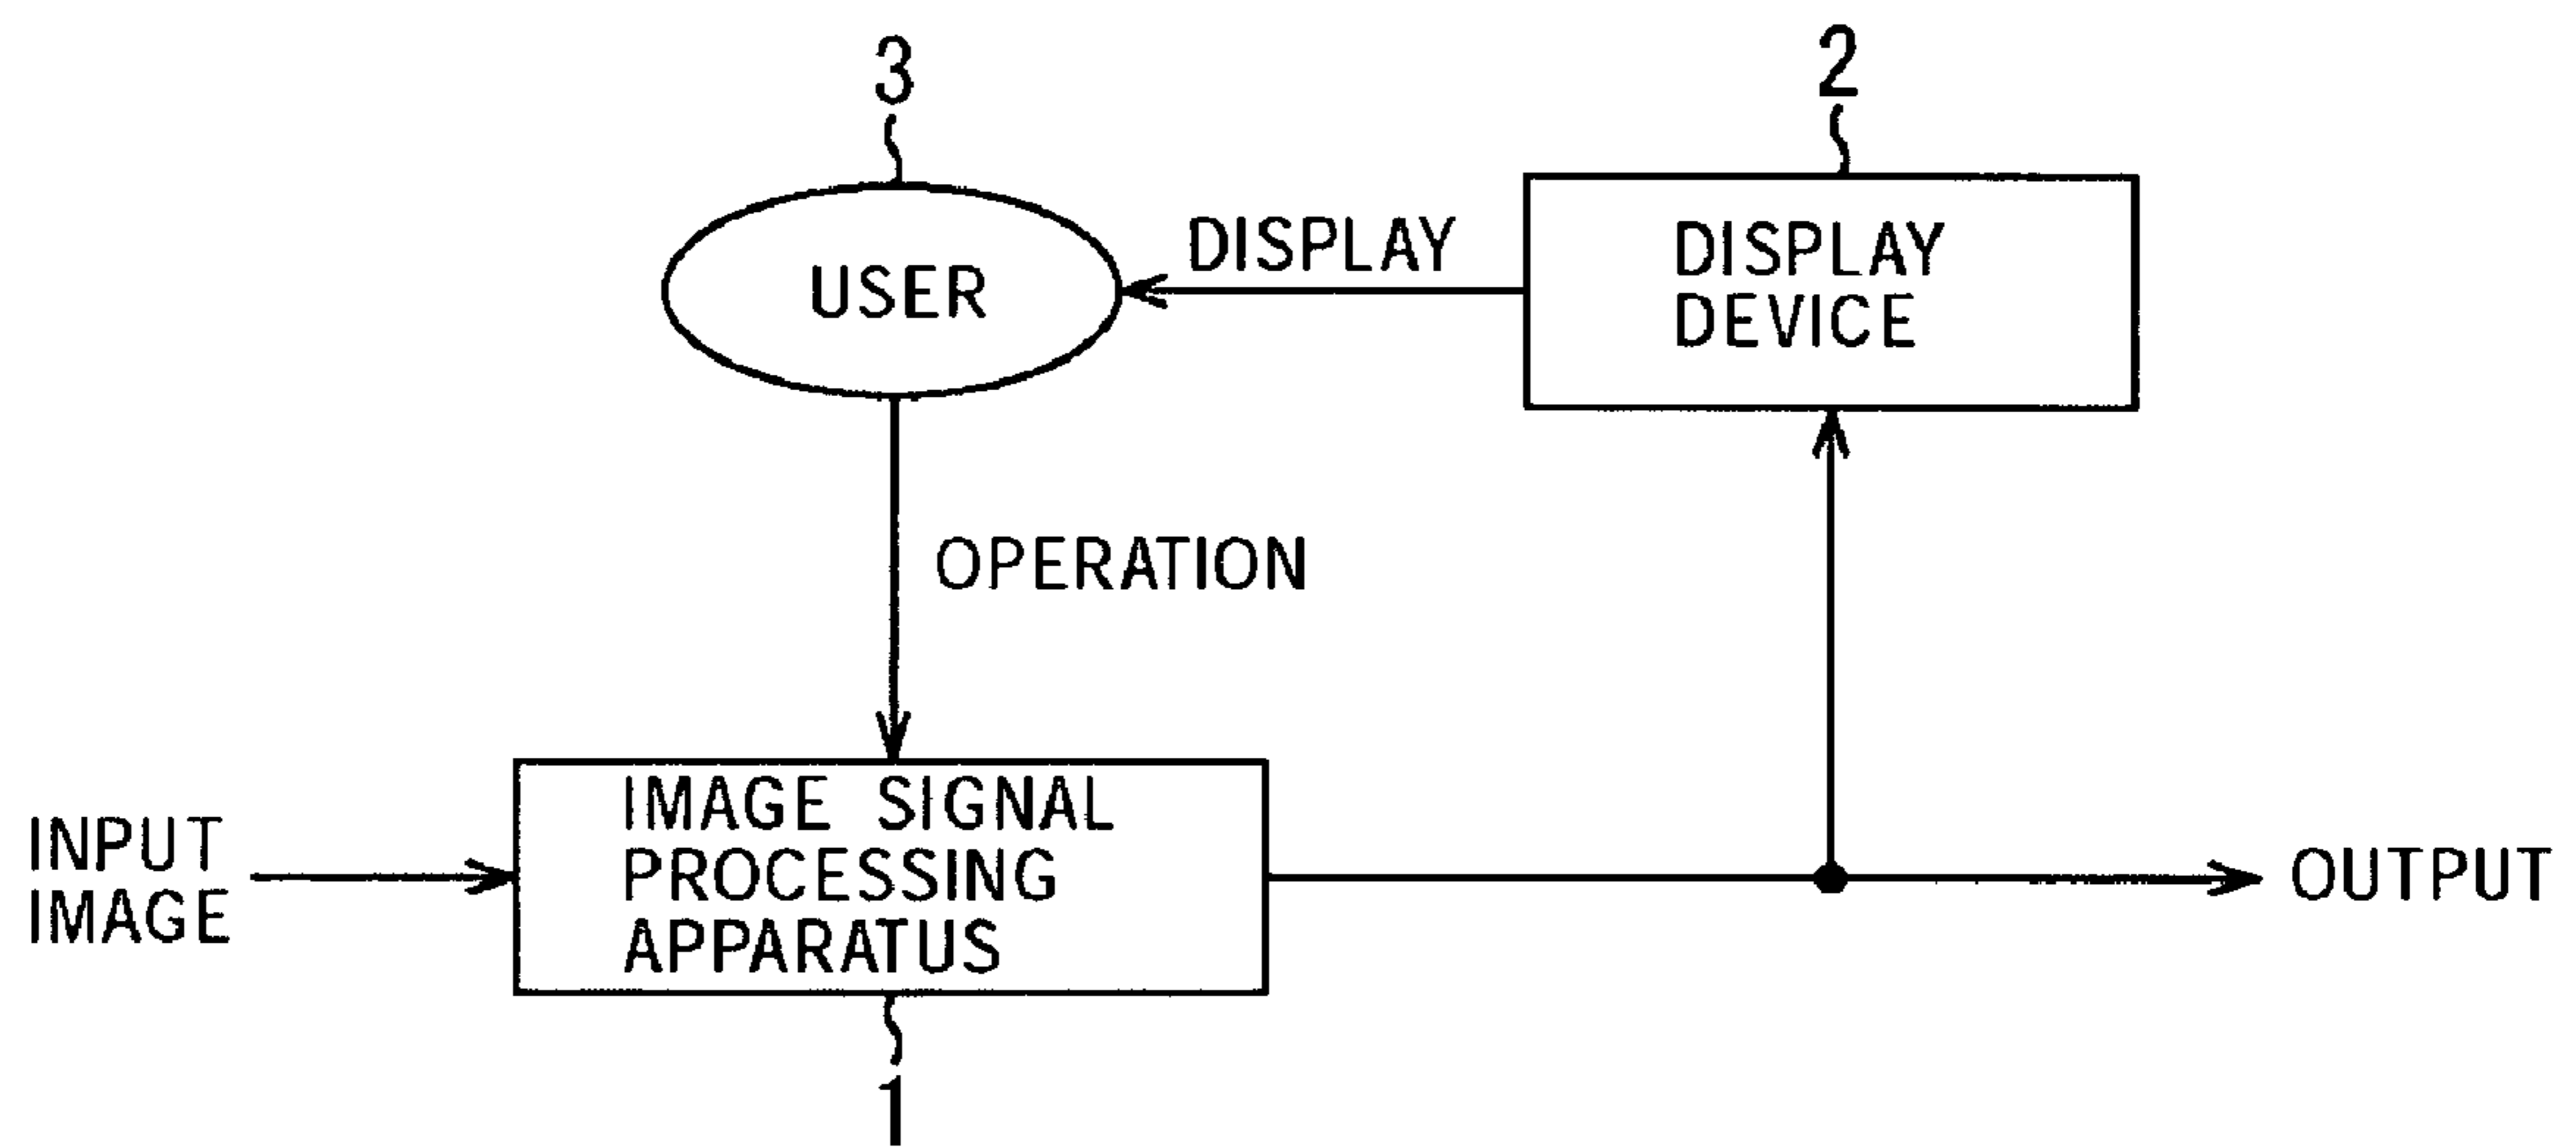 3
2
USER
DISPLAY
DISPLAY
DEVICE
OPERATION
INPUT
IMAGE
IMAGE SIGNAL
PROCESSING
APPARATUS
OUTPUT
1